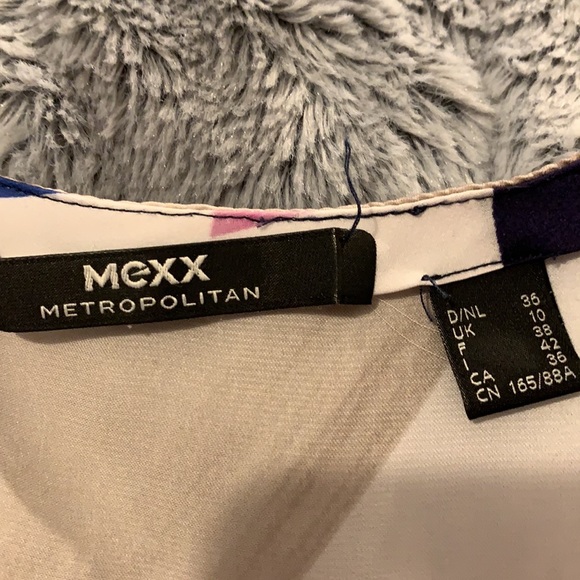 MeXX
METROPOLITAN
D/NL 36
UK 10
F 38
I 42
CA 36
CN 165/88A